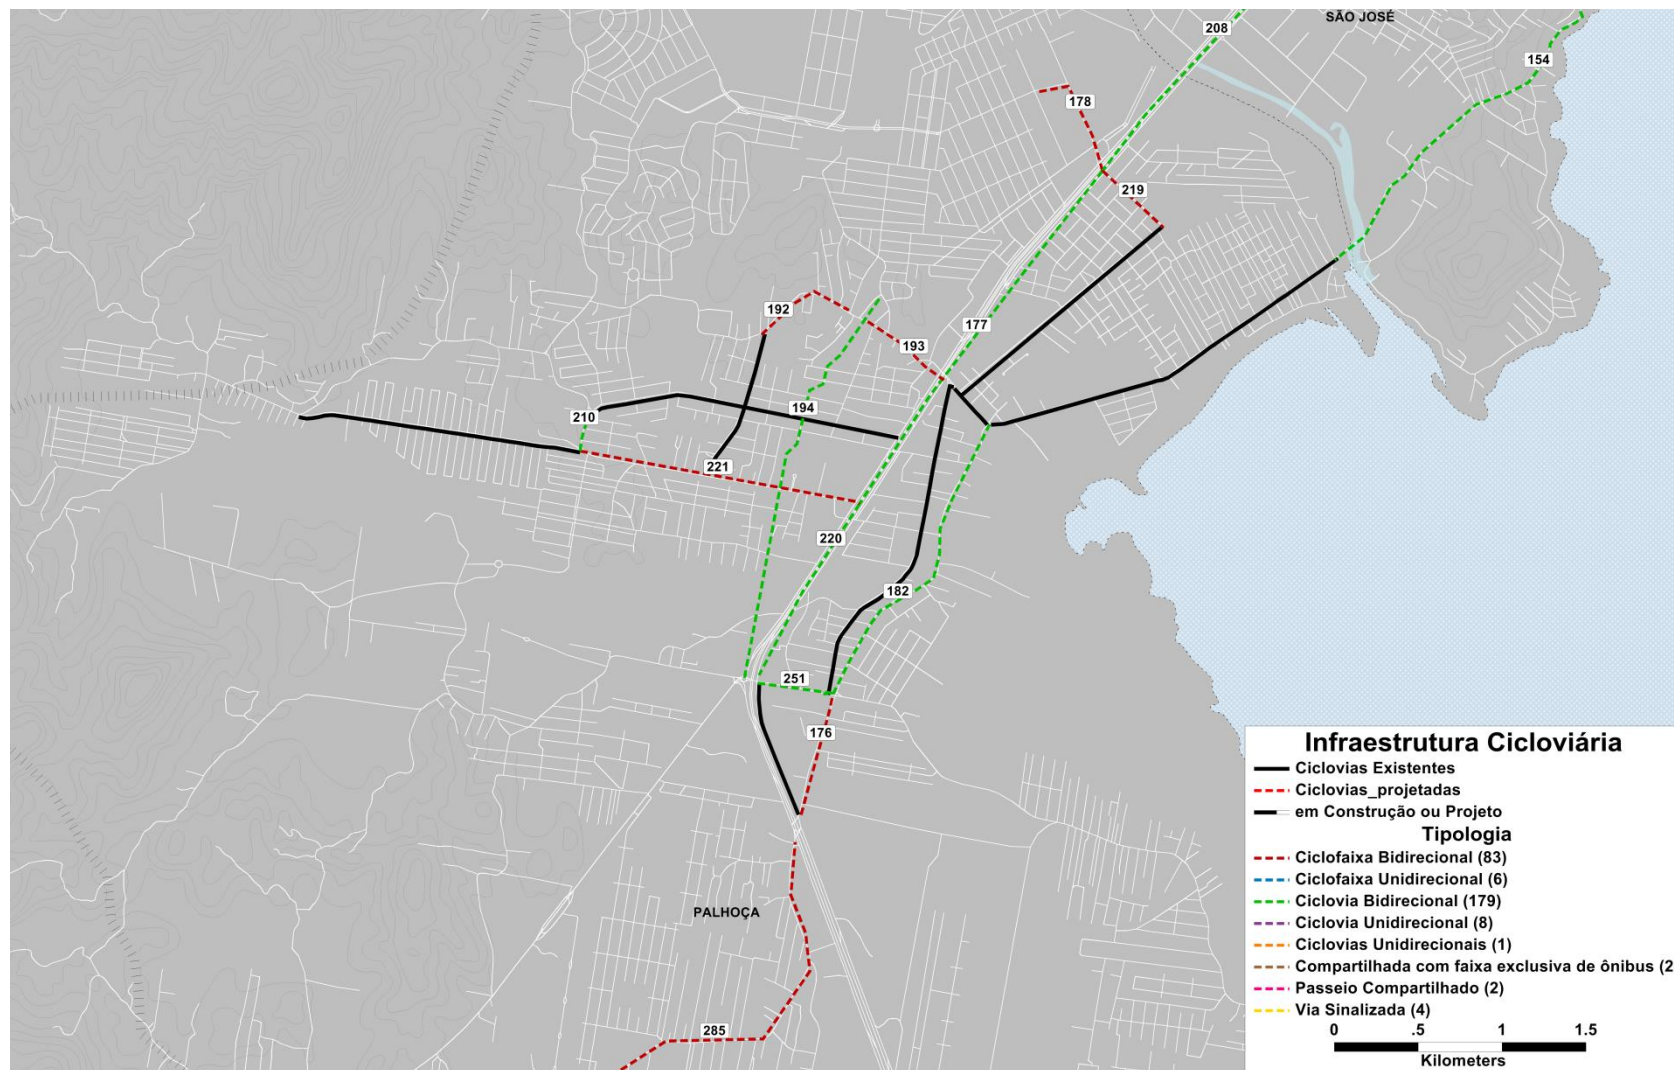 SÃO JOSÉ
208
154
178
219
192
177
193
194
210
221
220
182
251
176
PALHOÇA
285
Infraestrutura Cicloviária
Ciclovias Existentes
Ciclovias_projetadas
em Construção ou Projeto
Tipologia
Ciclofaixa Bidirecional (83)
Ciclofaixa Unidirecional (6)
Ciclovia Bidirecional (179)
Ciclovia Unidirecional (8)
Ciclovias Unidirecionais (1)
Compartilhada com faixa exclusiva de ônibus (2
Passeio Compartilhado (2)
Via Sinalizada (4)
0 .5 1 1.5
Kilometers